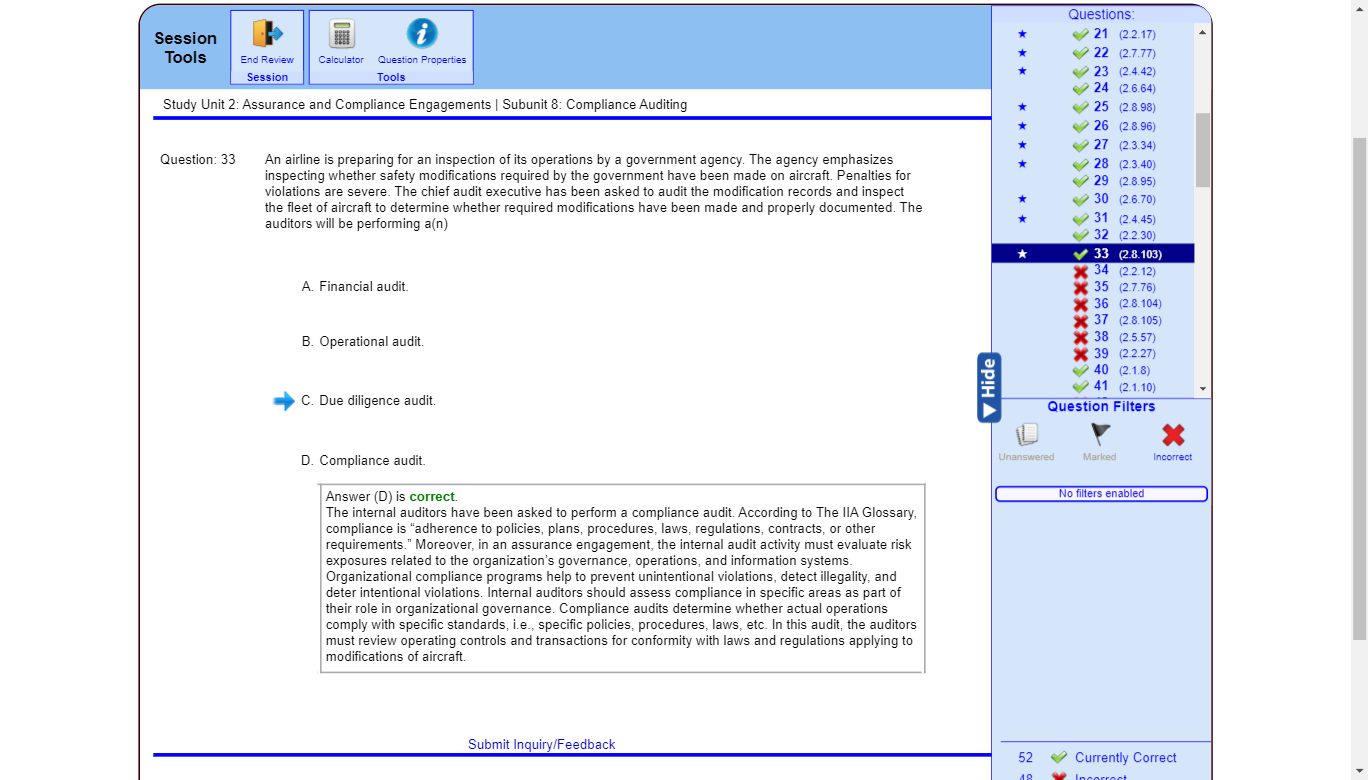 Session Tools
End Review
Session
Calculator
Question Properties
Tools
Study Unit 2: Assurance and Compliance Engagements | Subunit 8: Compliance Auditing
Question: 33
An airline is preparing for an inspection of its operations by a government agency. The agency emphasizes
inspecting whether safety modifications required by the government have been made on aircraft. Penalties for
violations are severe. The chief audit executive has been asked to audit the modification records and inspect
the fleet of aircraft to determine whether required modifications have been made and properly documented. The
auditors will be performing a(n)
A. Financial audit.
B. Operational audit.
C. Due diligence audit.
D. Compliance audit.
Answer (D) is correct.
The internal auditors have been asked to perform a compliance audit. According to The IIA Glossary,
compliance is “adherence to policies, plans, procedures, laws, regulations, contracts, or other
requirements.” Moreover, in an assurance engagement, the internal audit activity must evaluate risk
exposures related to the organization’s governance, operations, and information systems.
Organizational compliance programs help to prevent unintentional violations, detect illegality, and
deter intentional violations. Internal auditors should assess compliance in specific areas as part of
their role in organizational governance. Compliance audits determine whether actual operations
comply with specific standards, i.e., specific policies, procedures, laws, etc. In this audit, the auditors
must review operating controls and transactions for conformity with laws and regulations applying to
modifications of aircraft.
Submit Inquiry/Feedback
Questions:
21 (2.2.17)
22 (2.7.77)
23 (2.4.42)
24 (2.6.64)
25 (2.8.98)
26 (2.8.96)
27 (2.3.34)
28 (2.3.40)
29 (2.8.95)
30 (2.6.70)
31 (2.4.45)
32 (2.2.30)
33 (2.8.103)
34 (2.2.12)
35 (2.7.76)
36 (2.8.104)
37 (2.8.105)
38 (2.5.57)
39 (2.2.27)
40 (2.1.8)
41 (2.1.10)
Hide
Question Filters
Unanswered
Marked
Incorrect
No filters enabled
52 Currently Correct
48 Incorrect